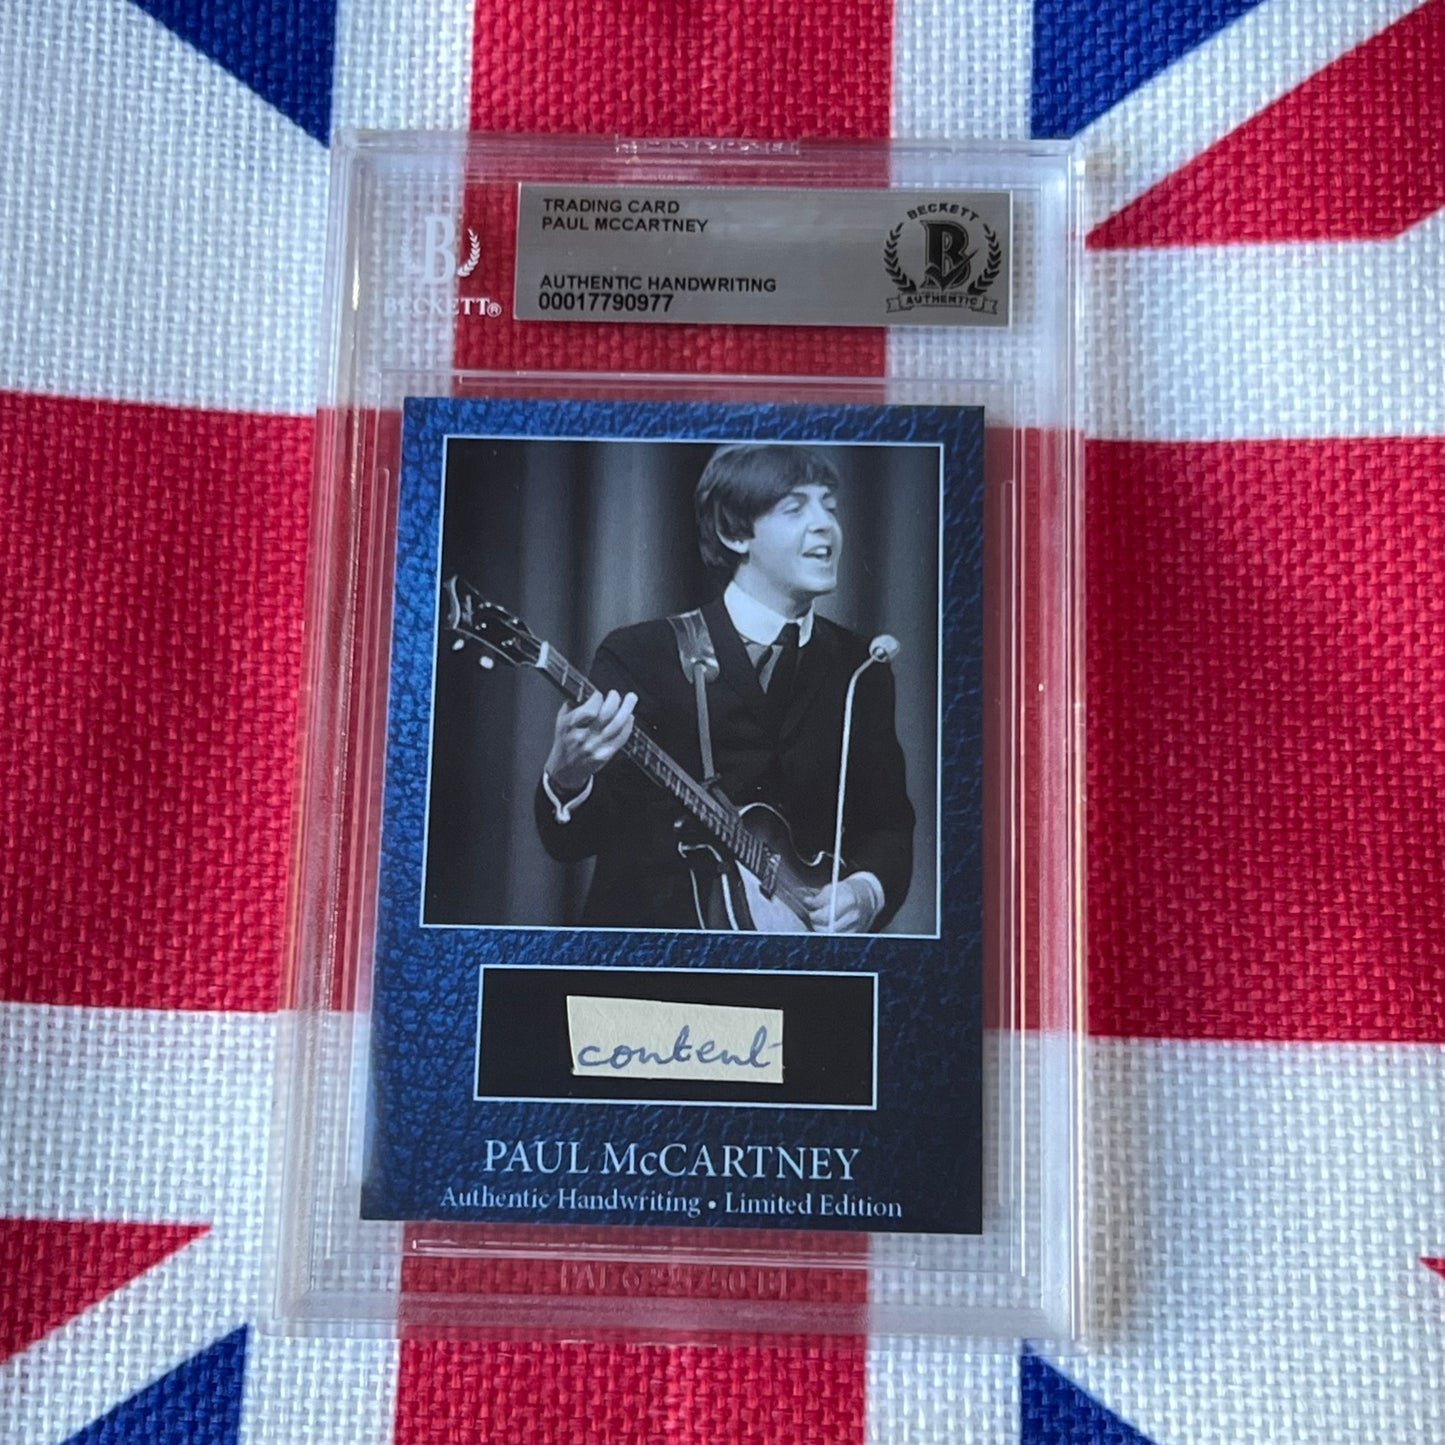 TRADING CARD
PAUL MCCARTNEY
AUTHENTIC HANDWRITING
00017790977
BECKETT
B
AUTHENTIC
B
BECKETT®
content
PAUL McCARTNEY
Authentic Handwriting • Limited Edition